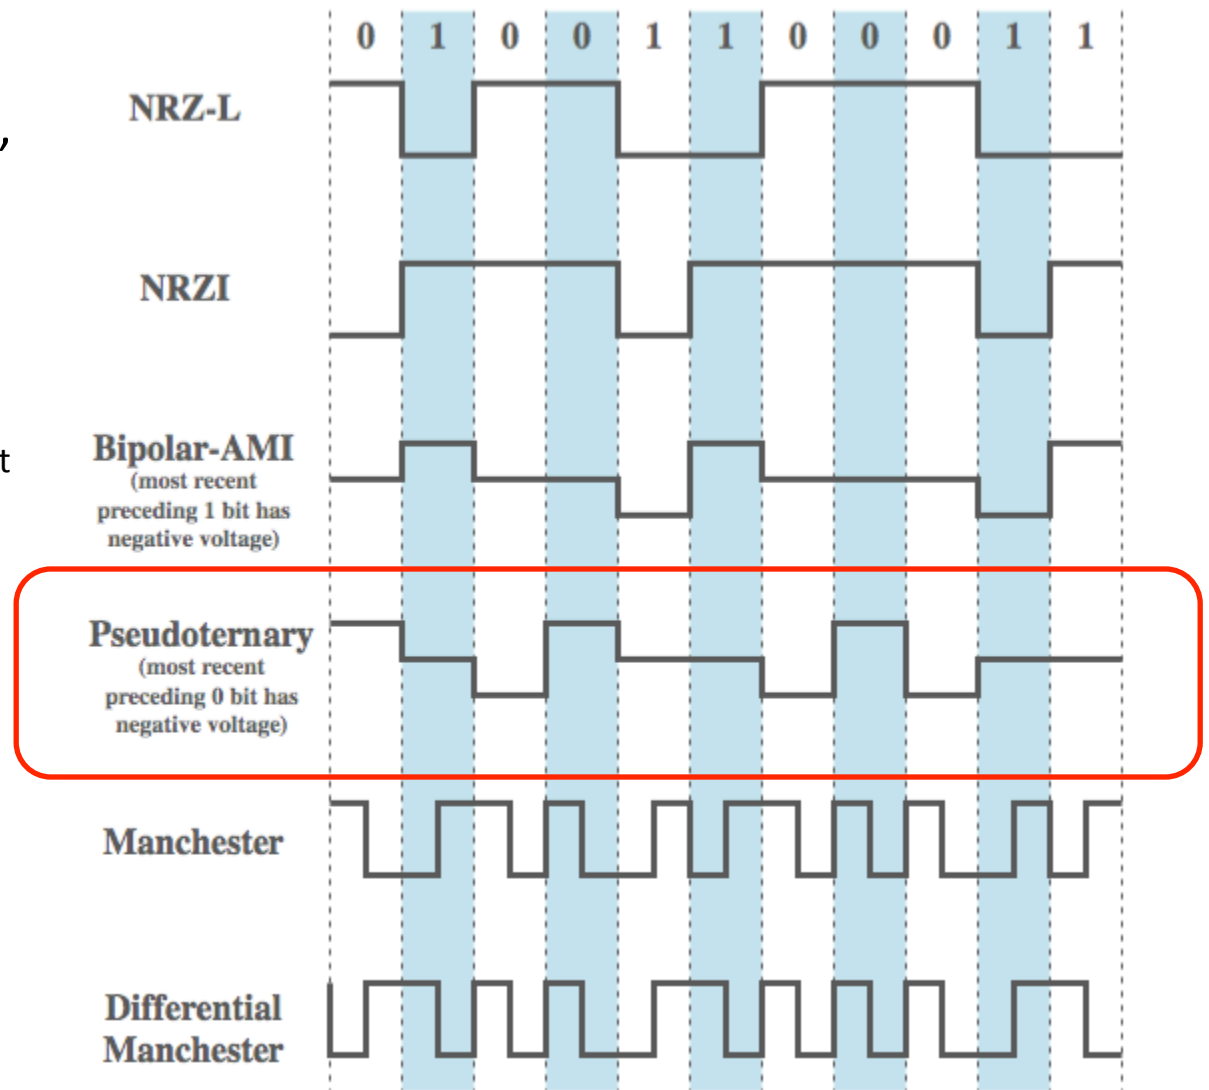 0 1 0 0 1 1 0 0 0 1 1
NRZ-L
,
NRZI
Bipolar-AMI
t
(most recent
preceding 1 bit has
negative voltage)
Pseudoternary
(most recent
preceding 0 bit has
negative voltage)
Manchester
Differential
Manchester